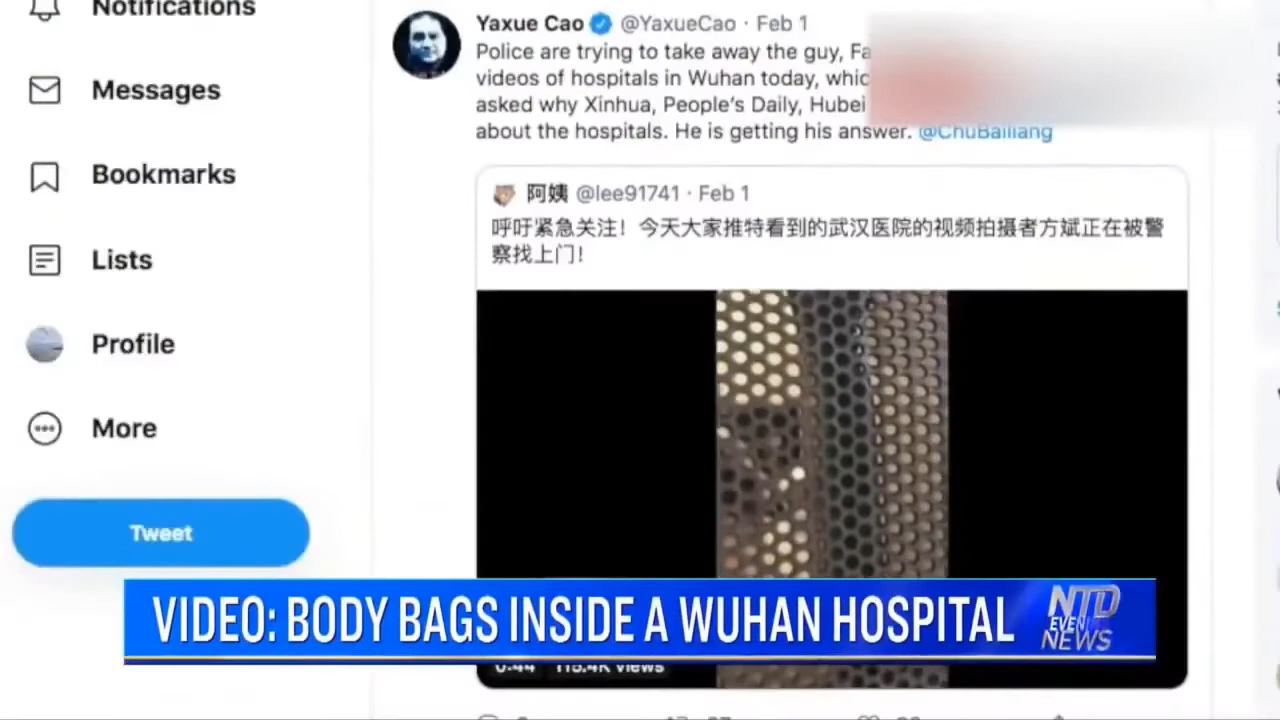 Notifications
Messages
Bookmarks
Lists
Profile
More
Tweet
Yaxue Cao @YaxueCao · Feb 1
Police are trying to take away the guy,
videos of hospitals in Wuhan today,
asked why Xinhua, People's Daily, Hubei
about the hospitals. He is getting his answer. @ChuBailiang
阿姨 @lee91741 · Feb 1
呼吁紧急关注！今天大家推特看到的武汉医院的视频拍摄者方斌正在被警
察找上门！
VIDEO: BODY BAGS INSIDE A WUHAN HOSPITAL
NTD
NEWS
0:44 115.4K views